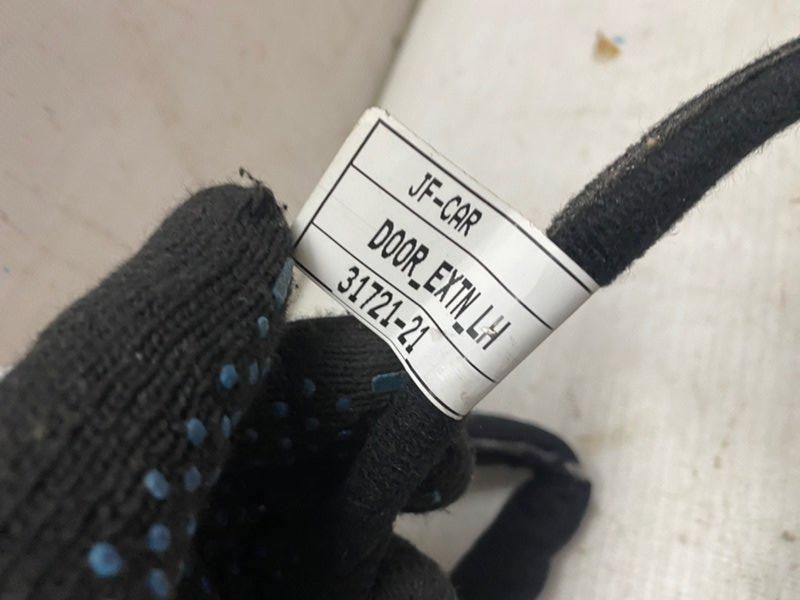 JF-CAR
DOOR_EXTN_LH
31721-21